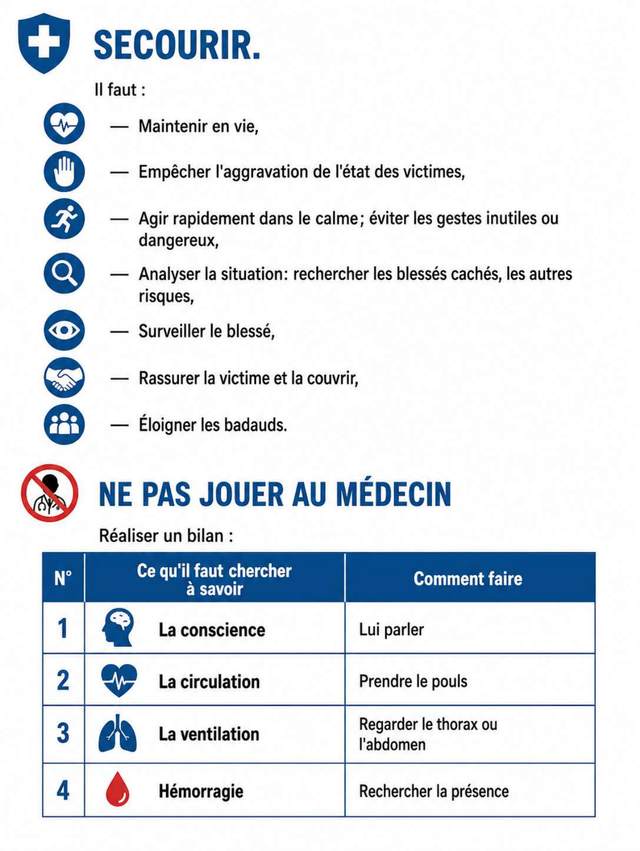 SECOURIR.
Il faut :
— Maintenir en vie,
— Empêcher l'aggravation de l'état des victimes,
— Agir rapidement dans le calme; éviter les gestes inutiles ou
dangereux,
— Analyser la situation: rechercher les blessés cachés, les autres
risques,
— Surveiller le blessé,
— Rassurer la victime et la couvrir,
— Éloigner les badauds.
NE PAS JOUER AU MÉDECIN
Réaliser un bilan :
N° Ce qu'il faut chercher
à savoir Comment faire
1 La conscience Lui parler
2 La circulation Prendre le pouls
3 La ventilation Regarder le thorax ou
l'abdomen
4 Hémorragie Rechercher la présence